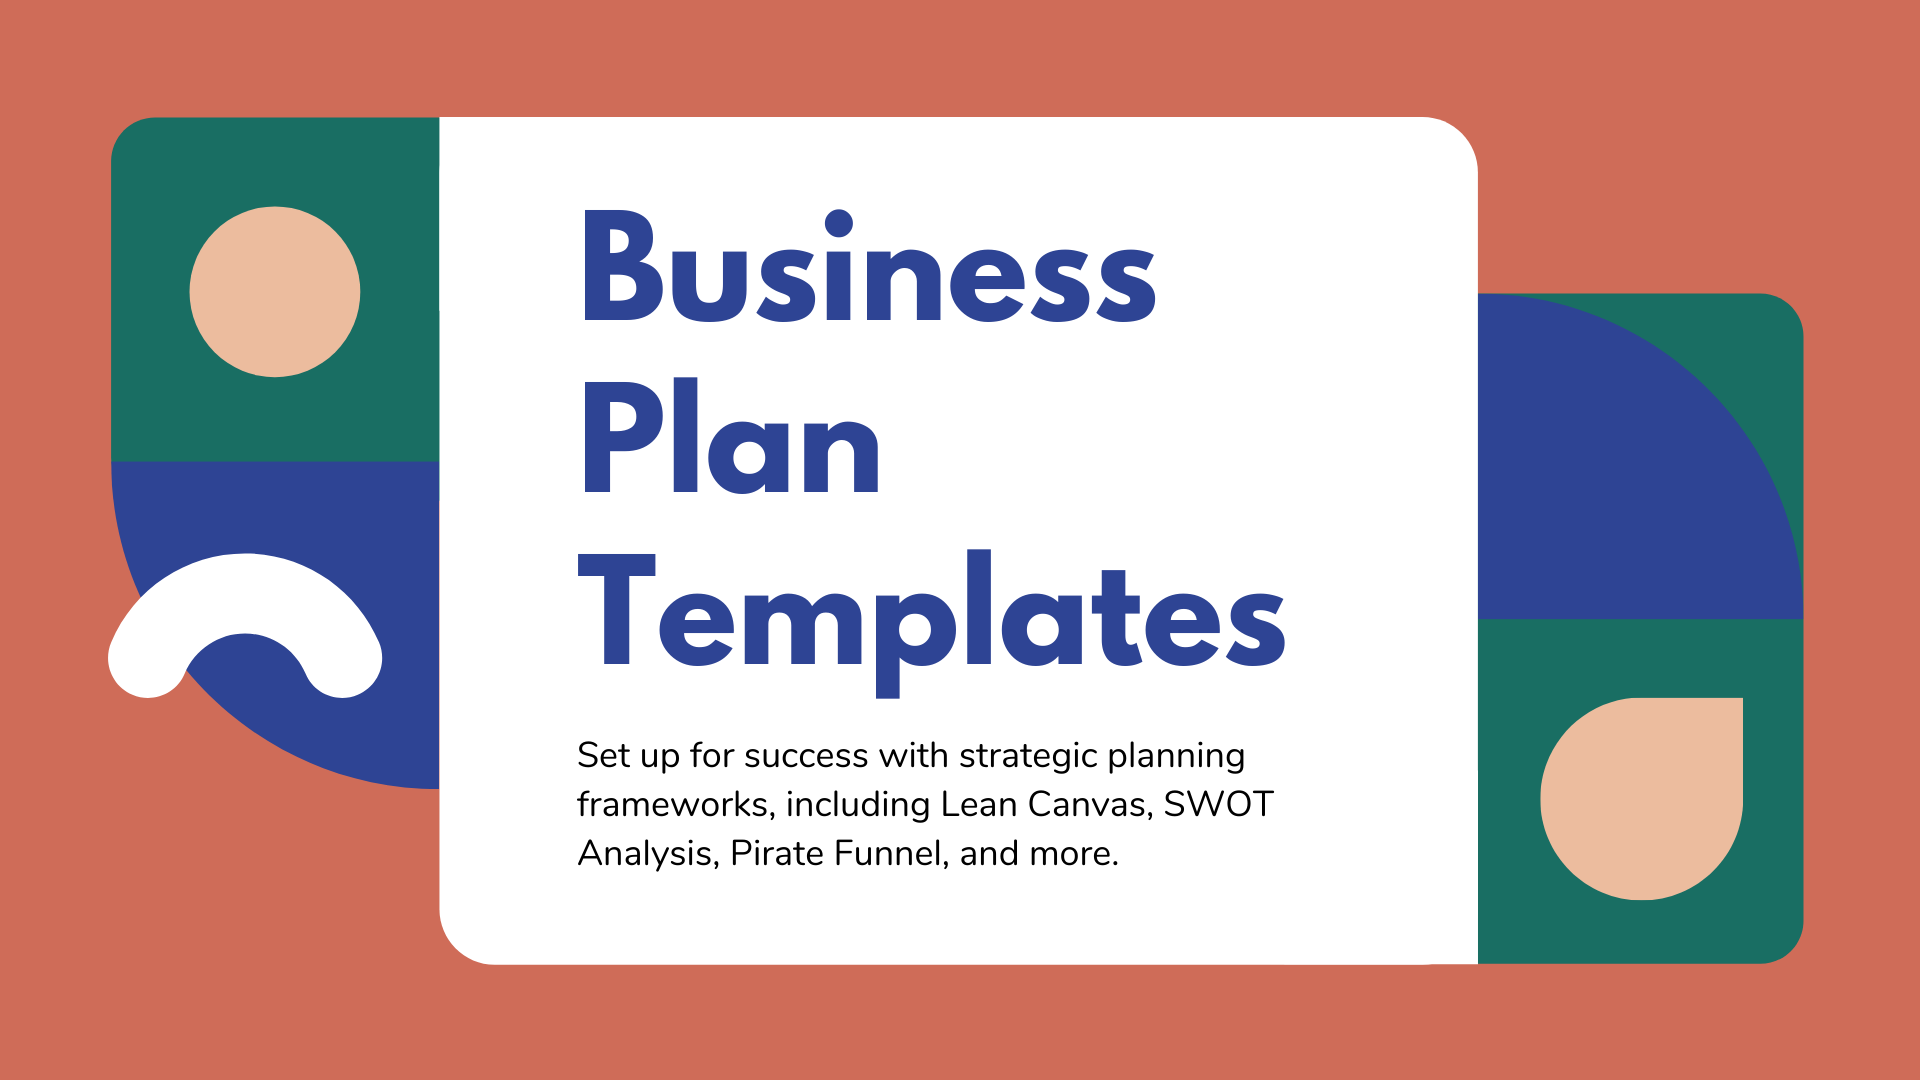 Business
Plan
Templates
Set up for success with strategic planning
frameworks, including Lean Canvas, SWOT
Analysis, Pirate Funnel, and more.